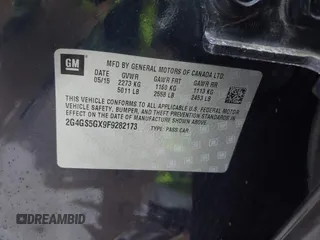 GM
MFD BY GENERAL MOTORS OF CANADA LTD.
DATE GVWR GAWR FRT GAWR RR
05/15 2273 KG 1160 KG 1113 KG
5011 LB 2558 LB 2453 LB
THIS VEHICLE CONFORMS TO ALL APPLICABLE U.S. FEDERAL MOTOR
VEHICLE SAFETY, BUMPER, AND THEFT PREVENTION STANDARDS
IN EFFECT ON THE DATE OF MANUFACTURE SHOWN ABOVE.
2G4GS5GX9F9282173 TYPE: PASS CAR
DREAMBID